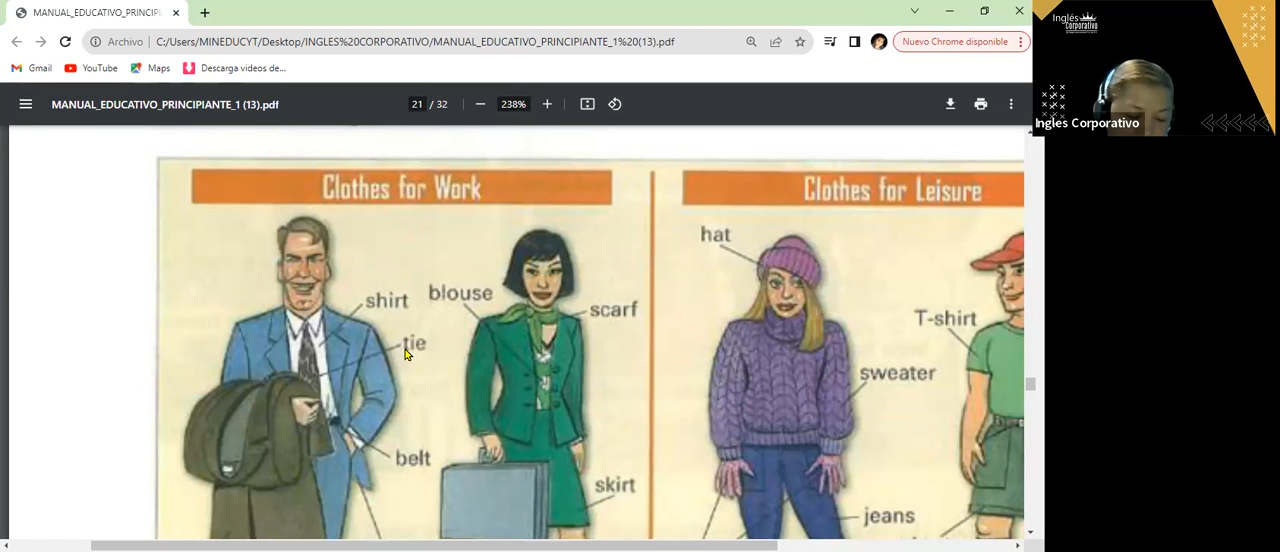 MANUAL_EDUCATIVO_PRINCIPI
Archivo
C:/Users/MINEDUCYT/Desktop/INGLES%20CORPORATIVO/MANUAL_EDUCATIVO_PRINCIPIANTE_1%20(13).pdf
Nuevo Chrome disponible
Gmail
YouTube
Maps
Descarga videos de...
MANUAL_EDUCATIVO_PRINCIPIANTE_1 (13).pdf
21 / 32
238%
Clothes for Work
Clothes for Leisure
hat
shirt
blouse
scarf
T-shirt
tie
sweater
belt
skirt
jeans
Inglés
Corporativo
Inglés Corporativo